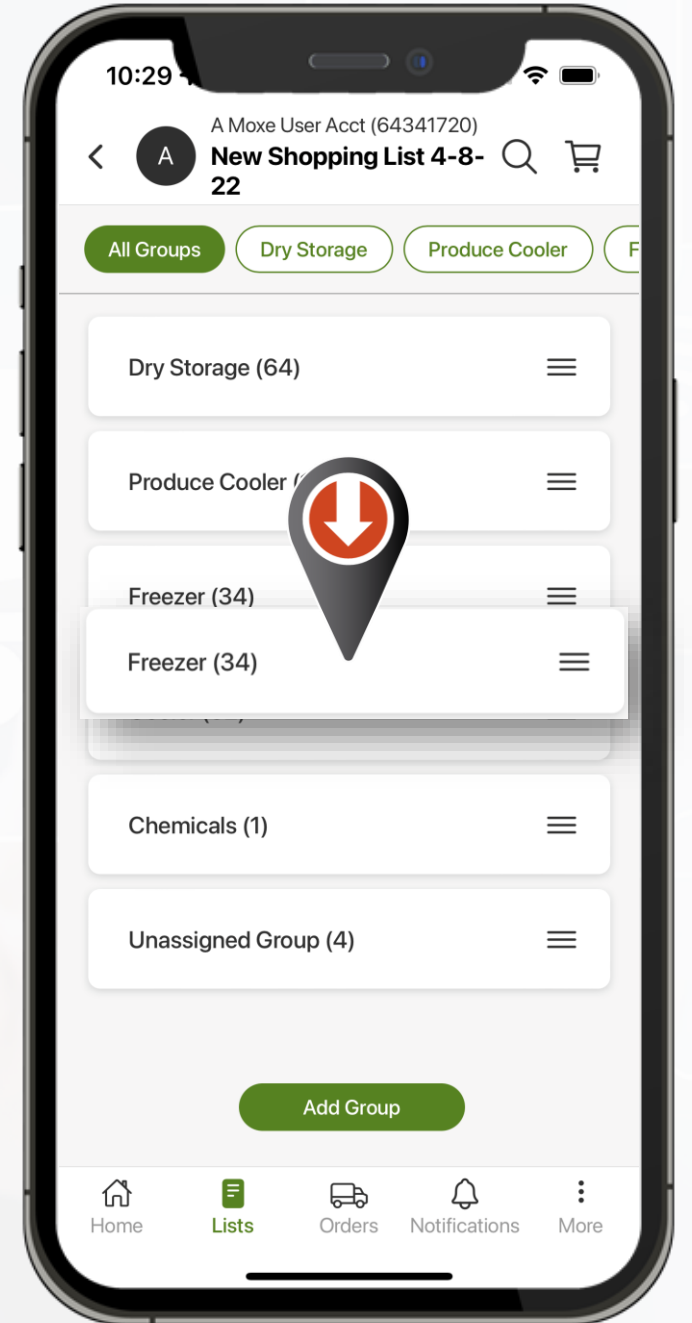 10:29
A Moxe User Acct (64341720)
A
New Shopping List 4-8-
22
All Groups
Dry Storage
Produce Cooler
F
Dry Storage (64)
Produce Cooler (
Freezer (34)
Freezer (34)
Chemicals (1)
Unassigned Group (4)
Add Group
Home
Lists
Orders
Notifications
More